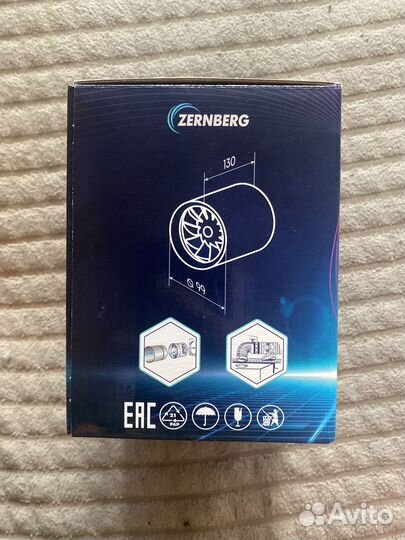 ZERNBERG
130
Ø 99
EAC
21
PAP
Avito